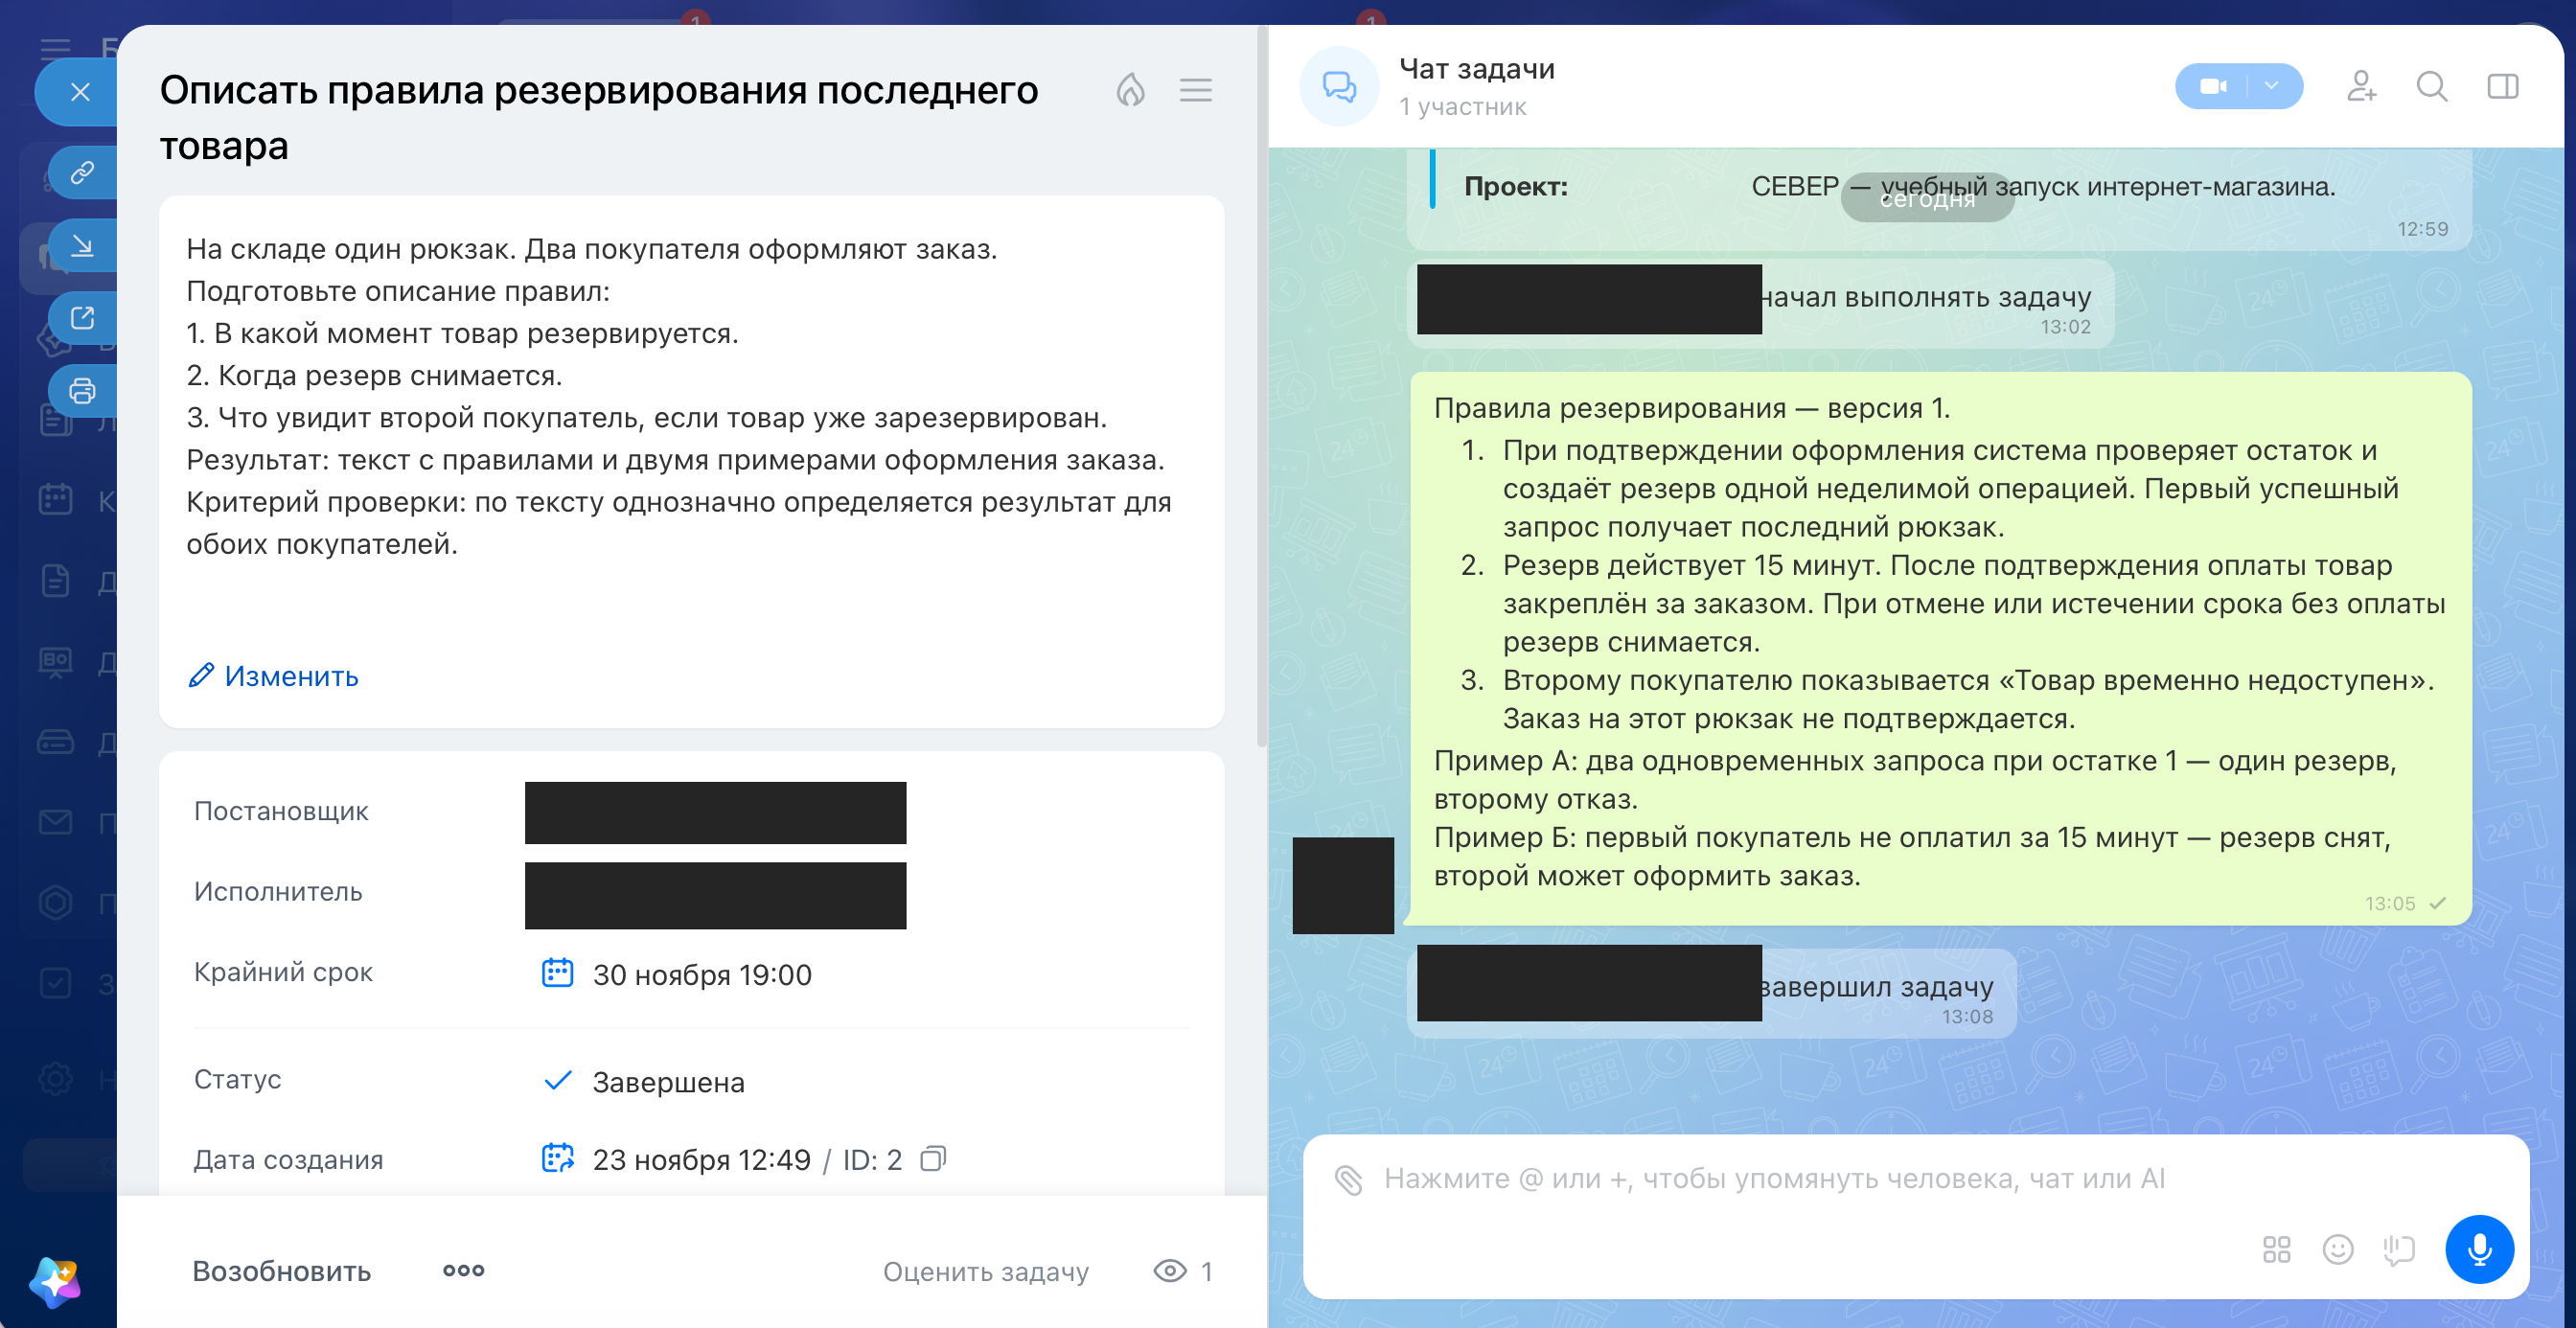 1
1
Описать правила резервирования последнего
товара
На складе один рюкзак. Два покупателя оформляют заказ.
Подготовьте описание правил:
1. В какой момент товар резервируется.
2. Когда резерв снимается.
3. Что увидит второй покупатель, если товар уже зарезервирован.
Результат: текст с правилами и двумя примерами оформления заказа.
Критерий проверки: по тексту однозначно определяется результат для
обоих покупателей.
Изменить
Постановщик
Исполнитель
Крайний срок
30 ноября 19:00
Статус
Завершена
Дата создания
23 ноября 12:49 / ID: 2
Возобновить
Оценить задачу
1
Чат задачи
1 участник
Проект: СЕВЕР — учебный запуск интернет-магазина.
сегодня
12:59
начал выполнять задачу
13:02
Правила резервирования — версия 1.
1. При подтверждении оформления система проверяет остаток и
создаёт резерв одной неделимой операцией. Первый успешный
запрос получает последний рюкзак.
2. Резерв действует 15 минут. После подтверждения оплаты товар
закреплён за заказом. При отмене или истечении срока без оплаты
резерв снимается.
3. Второму покупателю показывается «Товар временно недоступен».
Заказ на этот рюкзак не подтверждается.
Пример А: два одновременных запроса при остатке 1 — один резерв,
второму отказ.
Пример Б: первый покупатель не оплатил за 15 минут — резерв снят,
второй может оформить заказ.
13:05
завершил задачу
13:08
Нажмите @ или +, чтобы упомянуть человека, чат или AI